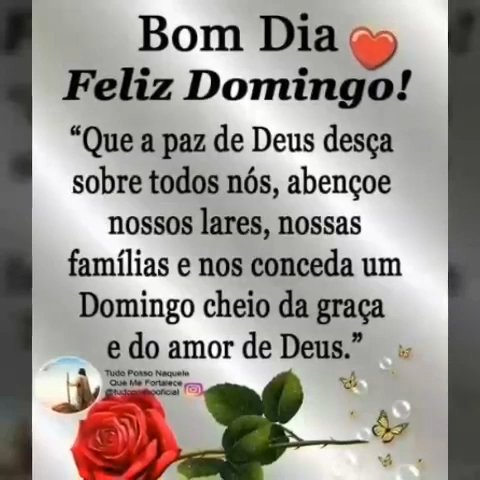 Bom Dia
Feliz Domingo!
“Que a paz de Deus desça
sobre todos nós, abençoe
nossos lares, nossas
famílias e nos conceda um
Domingo cheio da graça
e do amor de Deus.”
Tudo Posso Naquele
Que Me Fortalece